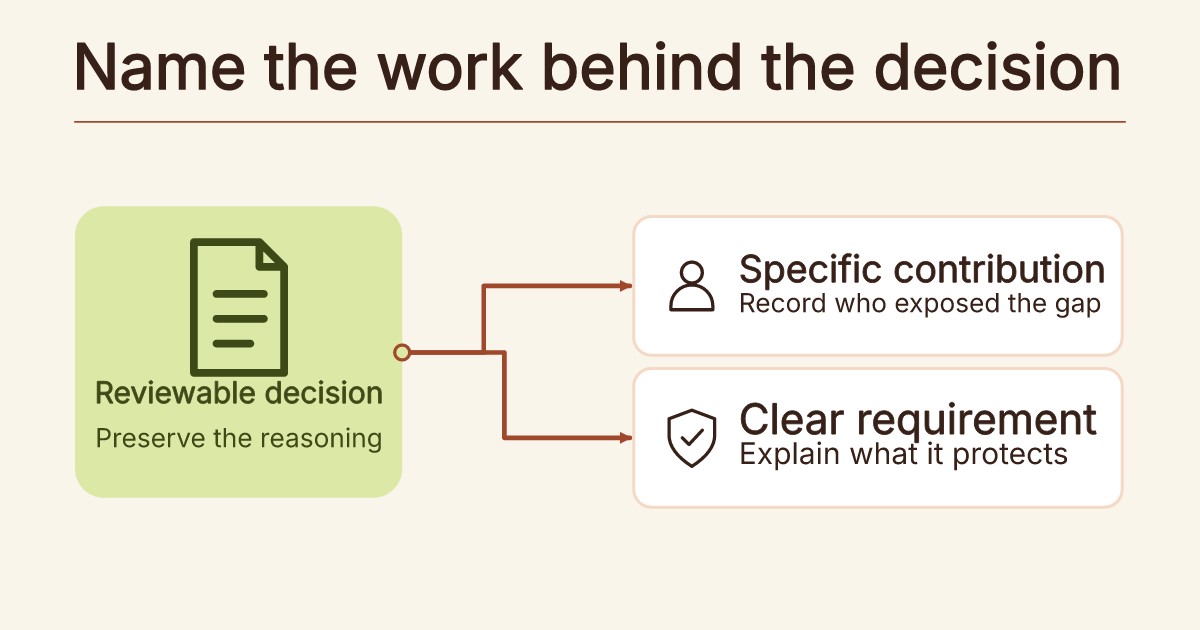 Name the work behind the decision
Reviewable decision
Preserve the reasoning
Specific contribution
Record who exposed the gap
Clear requirement
Explain what it protects